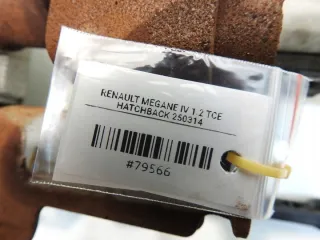 RENAULT MEGANE IV 1.2 TCE
HATCHBACK 250314
#79566